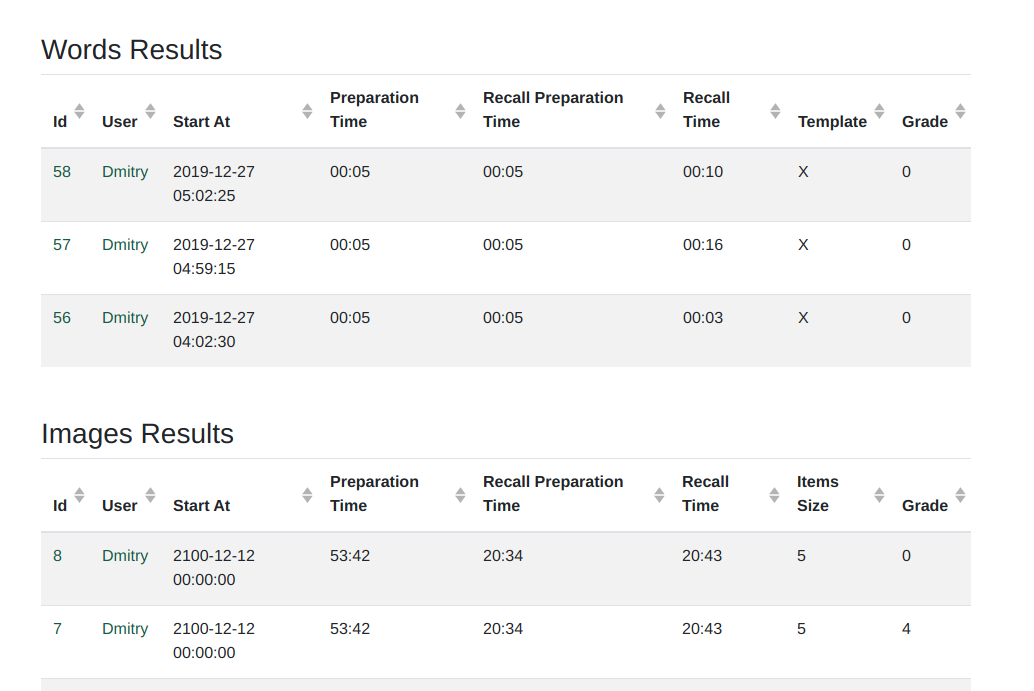 Words Results
Id User Start At Preparation Time Recall Preparation Time Recall Time Template Grade
58 Dmitry 2019-12-27 05:02:25 00:05 00:05 00:10 X 0
57 Dmitry 2019-12-27 04:59:15 00:05 00:05 00:16 X 0
56 Dmitry 2019-12-27 04:02:30 00:05 00:05 00:03 X 0
Images Results
Id User Start At Preparation Time Recall Preparation Time Recall Time Items Size Grade
8 Dmitry 2100-12-12 00:00:00 53:42 20:34 20:43 5 0
7 Dmitry 2100-12-12 00:00:00 53:42 20:34 20:43 5 4